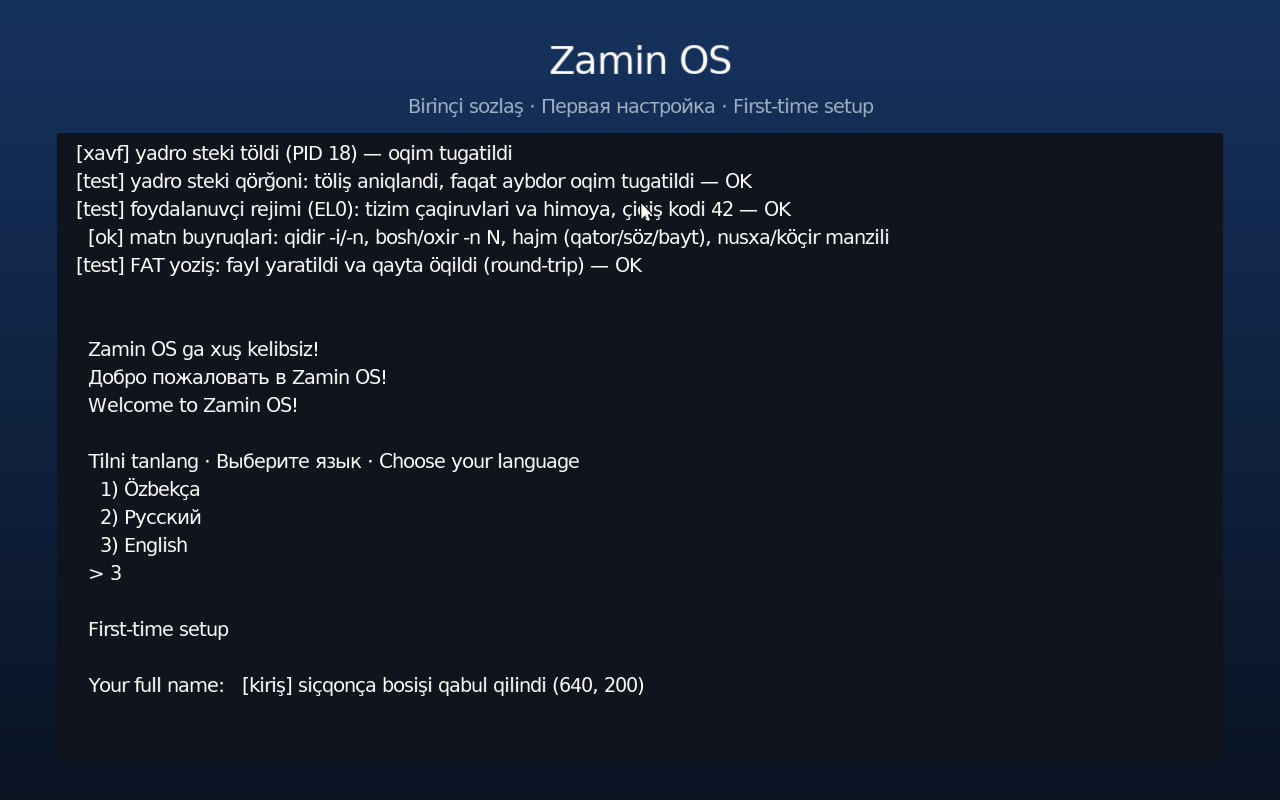 Zamin OS
Birinçi sozlaş · Первая настройка · First-time setup
[xavf] yadro steki töldi (PID 18) — oqim tugatildi
[test] yadro steki qörğoni: töliş aniqlandi, faqat aybdor oqim tugatildi — OK
[test] foydalanuvçi rejimi (EL0): tizim çaqiruvlari va himoya, çiqiş kodi 42 — OK
[ok] matn buyruqlari: qidir -i/-n, bosh/oxir -n N, hajm (qator/söz/bayt), nusxa/köçir manzili
[test] FAT yoziş: fayl yaratildi va qayta öqildi (round-trip) — OK
Zamin OS ga xuş kelibsiz!
Добро пожаловать в Zamin OS!
Welcome to Zamin OS!
Tilni tanlang · Выберите язык · Choose your language
1) Özbekça
2) Русский
3) English
> 3
First-time setup
Your full name: [kiriş] siçqonça bosişi qabul qilindi (640, 200)